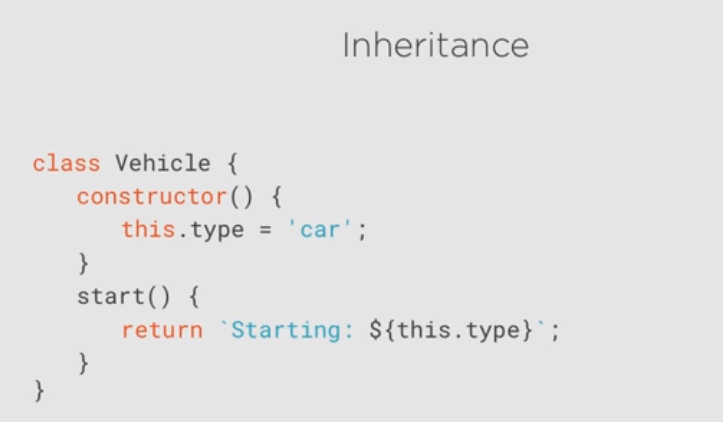 Inheritance
class Vehicle {
constructor() {
this.type = 'car';
}
start() {
return `Starting: ${this.type}`;
}
}